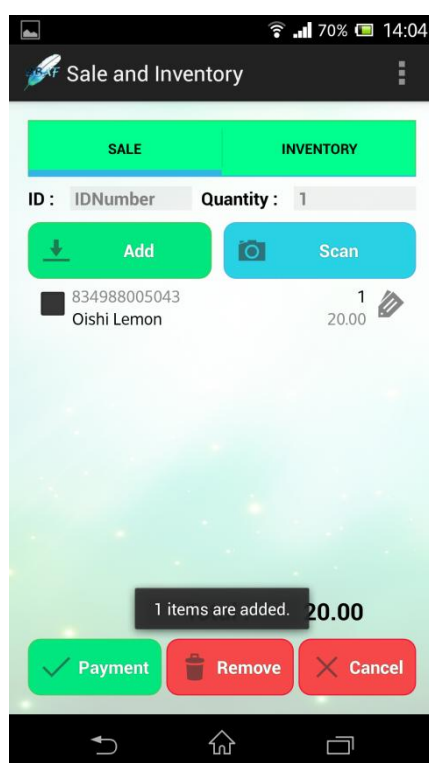 70% 14:04
Sale and Inventory
SALE INVENTORY
ID : IDNumber Quantity : 1
Add Scan
834988005043 1
Oishi Lemon 20.00
1 items are added. 20.00
Payment Remove Cancel